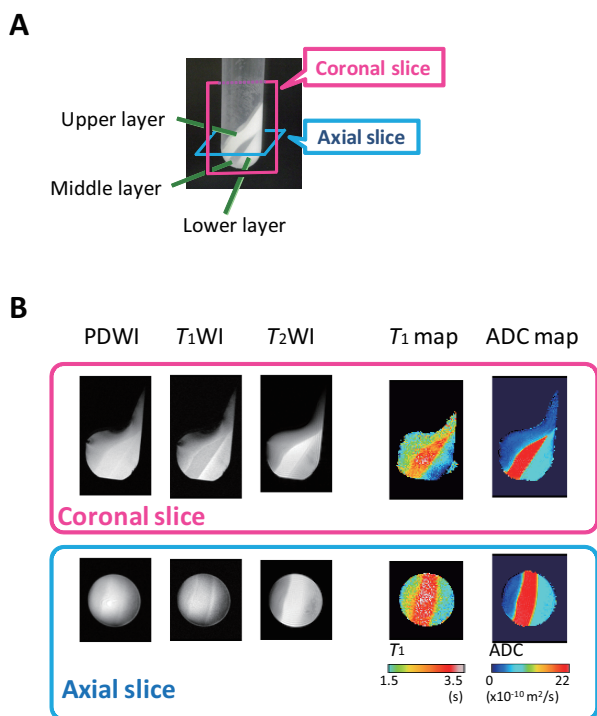 A
Coronal slice
Upper layer
Axial slice
Middle layer
Lower layer
B
PDWI T1WI T2WI T1 map ADC map
Coronal slice
Axial slice
T1 ADC
1.5 3.5 0 22
(s) (x10-10 m2/s)